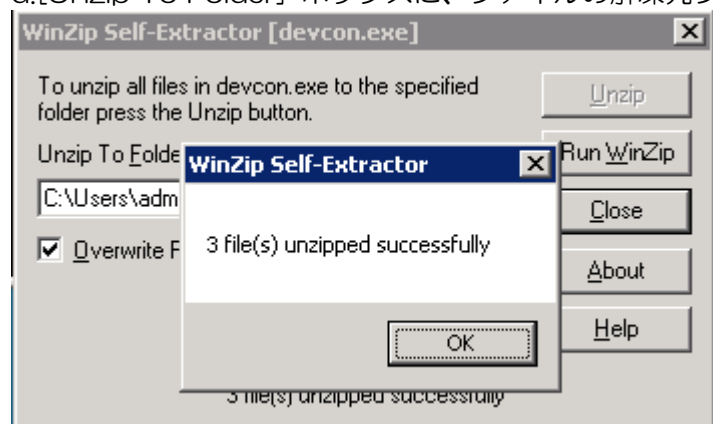 WinZip Self-Extractor [devcon.exe]
To unzip all files in devcon.exe to the specified
folder press the Unzip button.
Unzip
Unzip To Folde
Run WinZip
C:\Users\adm
Close
Overwrite F
About
Help
WinZip Self-Extractor
3 file(s) unzipped successfully
OK
3 file(s) unzipped successfully